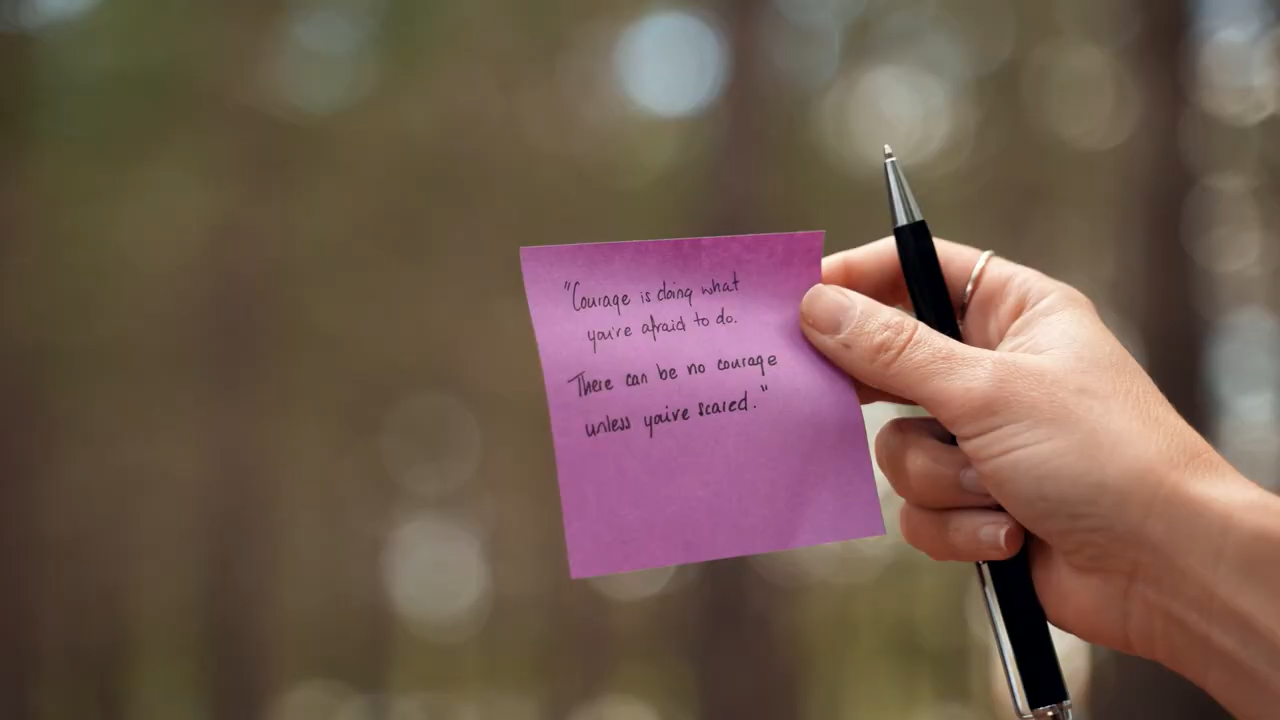 "Courage is doing what
you're afraid to do.
There can be no courage
unless you're scared."